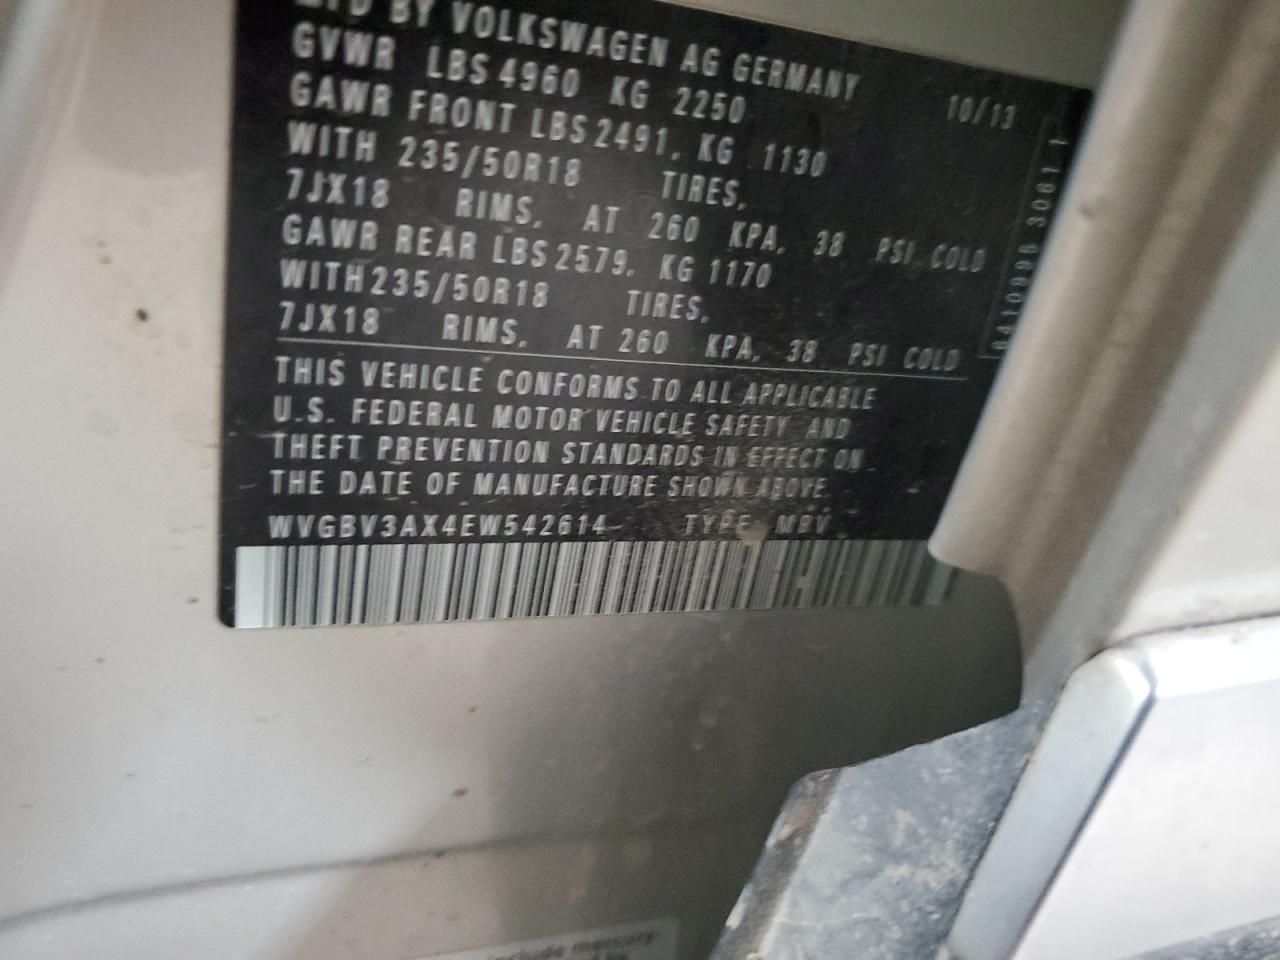 MFD BY VOLKSWAGEN AG GERMANY 10/13
GVWR LBS 4960 KG 2250
GAWR FRONT LBS 2491, KG 1130
WITH 235/50R18 TIRES,
7JX18 RIMS, AT 260 KPA, 38 PSI COLD
GAWR REAR LBS 2579, KG 1170
WITH 235/50R18 TIRES,
7JX18 RIMS, AT 260 KPA, 38 PSI COLD
THIS VEHICLE CONFORMS TO ALL APPLICABLE
U.S. FEDERAL MOTOR VEHICLE SAFETY AND
THEFT PREVENTION STANDARDS IN EFFECT ON
THE DATE OF MANUFACTURE SHOWN ABOVE
WVGBV3AX4EW542614 TYPE MPV
include mercury